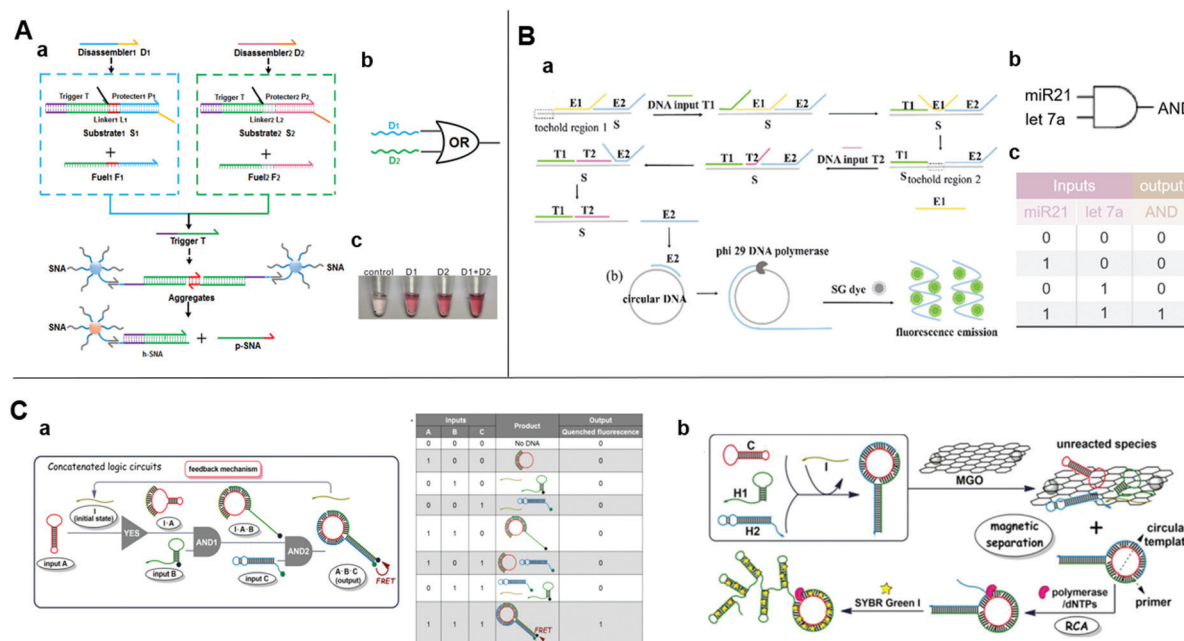 A
a
Disassembler1 D1
Disassembler2 D2
Trigger T
Protecter1 P1
Linker1 L1
Substrate1 S1
+
Fuel1 F1
Trigger T
Protecter2 P2
Linker2 L2
Substrate2 S2
+
Fuel2 F2
Trigger T
SNA
SNA
Aggregates
SNA
h-SNA
+
p-SNA
b
D1
D2
OR
c
control D1 D2 D1+D2
B
a
E1 E2
toehold region 1
S
DNA input T1
E1 E2
S
T1 E1 E2
S
T1 E2
S toehold region 2
E1
DNA input T2
T1 T2 E2
S
T1 T2
S
E2
E2
(b)
circular DNA
phi 29 DNA polymerase
SG dye
fluorescence emission
b
miR21
let 7a
AND
c
Inputs output
miR21 let 7a AND
0 0 0
1 0 0
0 1 0
1 1 1
C
a
Concatenated logic circuits
feedback mechanism
I
(initial state)
I·A
I·A·B
YES
AND1
AND2
input A
input B
input C
A·B·C
(output)
FRET
Inputs Product Output
A B C Quenched fluorescence
0 0 0 No DNA 0
1 0 0 0
0 1 0 0
0 0 1 0
1 1 0 0
1 0 1 0
0 1 1 0
1 1 1 FRET 1
b
C
I
H1
H2
MGO
unreacted species
magnetic
separation
+
circular
template
primer
polymerase
/dNTPs
RCA
SYBR Green I